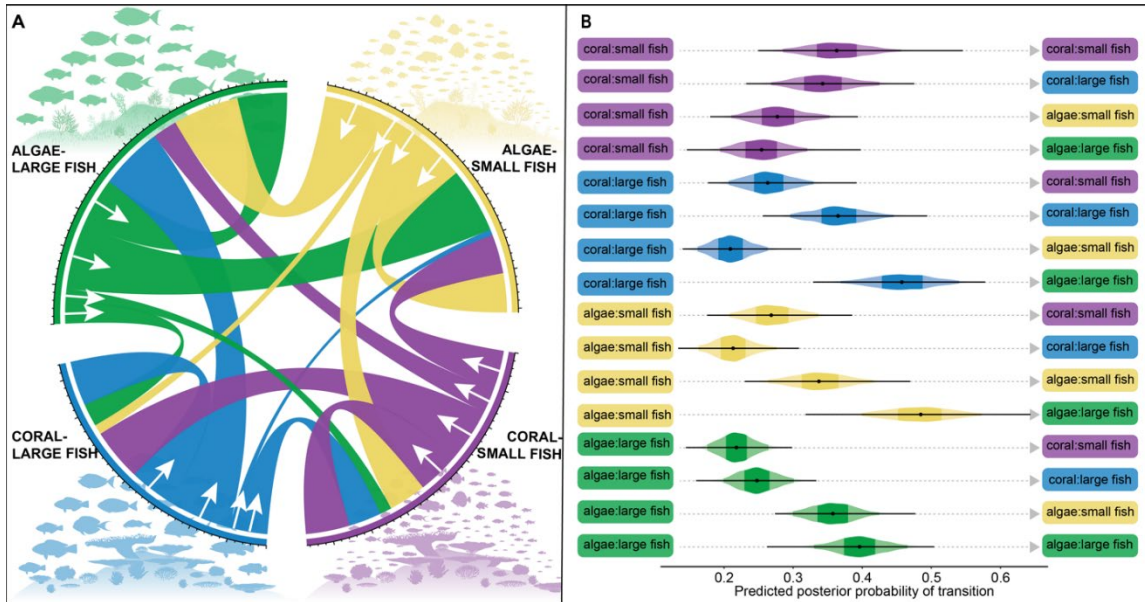 A
ALGAE-
LARGE FISH
ALGAE-
SMALL FISH
CORAL-
LARGE FISH
CORAL-
SMALL FISH
B
coral:small fish coral:small fish
coral:small fish coral:large fish
coral:small fish algae:small fish
coral:small fish algae:large fish
coral:large fish coral:small fish
coral:large fish coral:large fish
coral:large fish algae:small fish
coral:large fish algae:large fish
algae:small fish coral:small fish
algae:small fish coral:large fish
algae:small fish algae:small fish
algae:small fish algae:large fish
algae:large fish coral:small fish
algae:large fish coral:large fish
algae:large fish algae:small fish
algae:large fish algae:large fish
0.2 0.3 0.4 0.5 0.6
Predicted posterior probability of transition